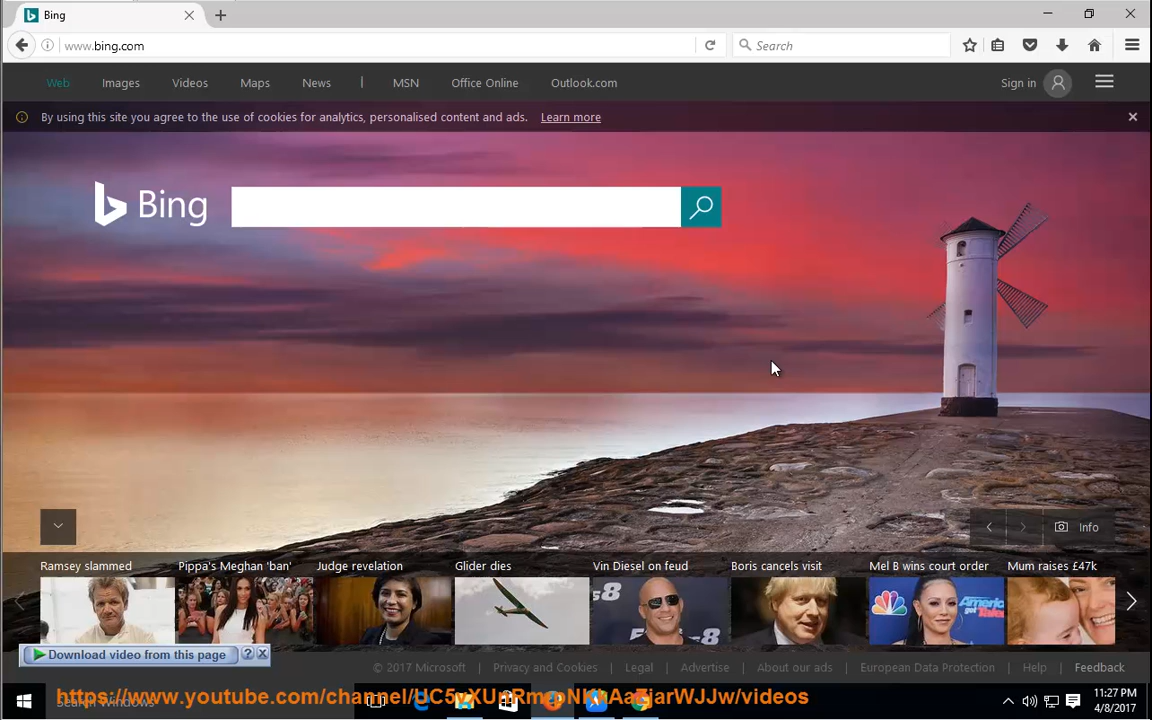 Bing
www.bing.com
Search
Web Images Videos Maps News | MSN Office Online Outlook.com Sign in
By using this site you agree to the use of cookies for analytics, personalised content and ads. Learn more
Bing
Info
Ramsey slammed Pippa's Meghan 'ban' Judge revelation Glider dies Vin Diesel on feud Boris cancels visit Mel B wins court order Mum raises £47k
Download video from this page
© 2017 Microsoft Privacy and Cookies Legal Advertise About our ads European Data Protection Help Feedback
Search Windows
11:27 PM
4/8/2017